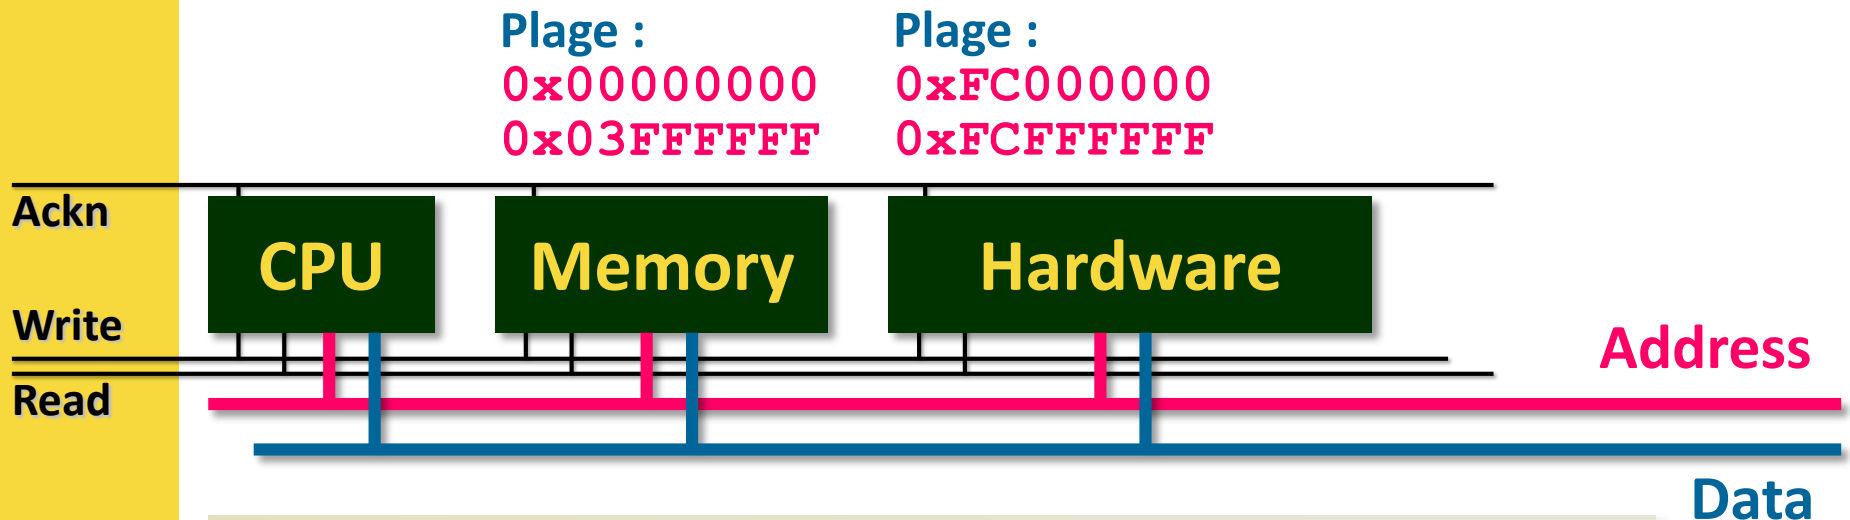 Plage :
0x00000000
0x03FFFFFF
Plage :
0xFC000000
0xFCFFFFFF
Ackn
CPU
Memory
Hardware
Write
Read
Address
Data